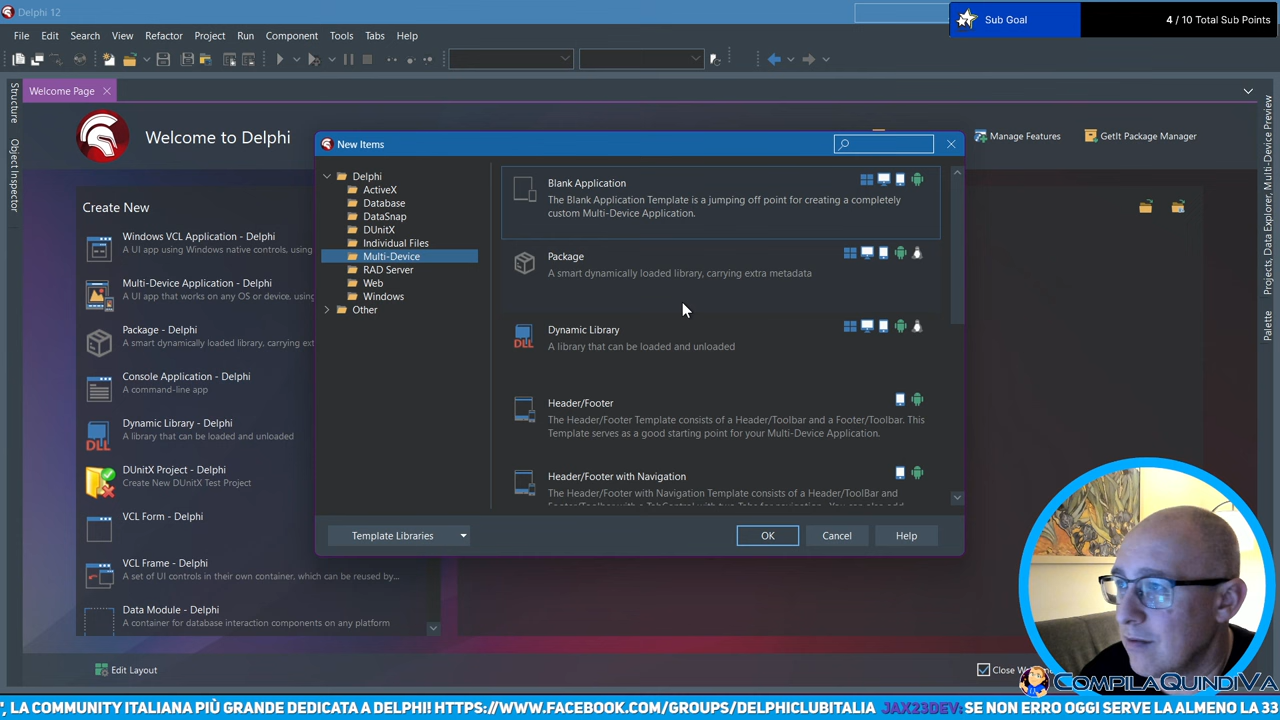 Delphi 12
Sub Goal
4 / 10 Total Sub Points
File Edit Search View Refactor Project Run Component Tools Tabs Help
Welcome Page
Structure
Object Inspector
Welcome to Delphi
Manage Features
GetIt Package Manager
Projects, Data Explorer, Multi-Device Preview
Palette
Create New
Windows VCL Application - Delphi
A UI app using Windows native controls, using
Multi-Device Application - Delphi
A UI app that works on any OS or device, using
Package - Delphi
A smart dynamically loaded library, carrying ext
Console Application - Delphi
A command-line app
Dynamic Library - Delphi
A library that can be loaded and unloaded
DUnitX Project - Delphi
Create New DUnitX Test Project
VCL Form - Delphi
VCL Frame - Delphi
A set of UI controls in their own container, which can be reused by...
Data Module - Delphi
A container for database interaction components on any platform
Edit Layout
Close We
New Items
Delphi
ActiveX
Database
DataSnap
DUnitX
Individual Files
Multi-Device
RAD Server
Web
Windows
Other
Blank Application
The Blank Application Template is a jumping off point for creating a completely
custom Multi-Device Application.
Package
A smart dynamically loaded library, carrying extra metadata
Dynamic Library
A library that can be loaded and unloaded
DLL
DLL
Header/Footer
The Header/Footer Template consists of a Header/Toolbar and a Footer/Toolbar. This
Template serves as a good starting point for your Multi-Device Application.
Header/Footer with Navigation
The Header/Footer with Navigation Template consists of a Header/ToolBar and
Template Libraries
OK
Cancel
Help
CompilaQuindiVa
", LA COMMUNITY ITALIANA PIÙ GRANDE DEDICATA A DELPHI! HTTPS://WWW.FACEBOOK.COM/GROUPS/DELPHICLUBITALIA JAX23DEV: SE NON ERRO OGGI SERVE LA ALMENO LA 33